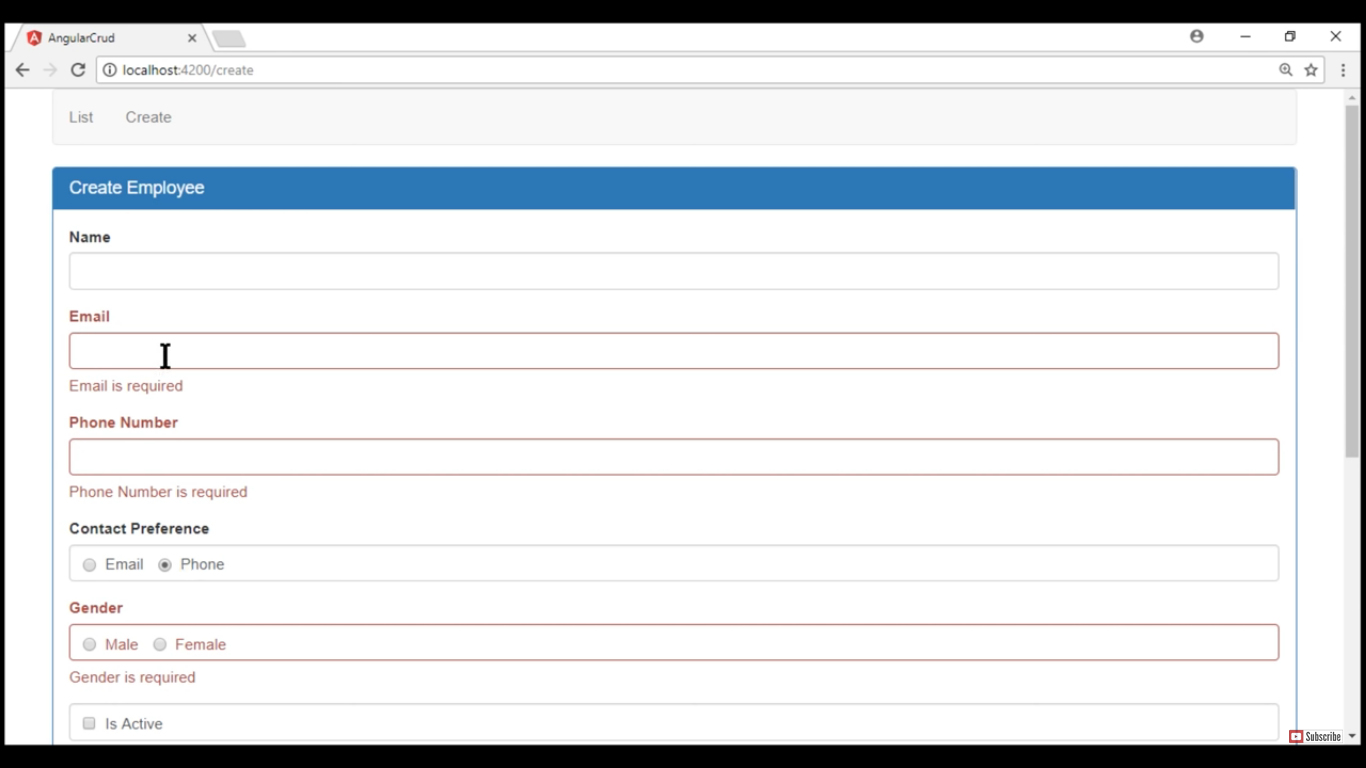 AngularCrud
localhost:4200/create
List Create
Create Employee
Name
Email
Email is required
Phone Number
Phone Number is required
Contact Preference
Email Phone
Gender
Male Female
Gender is required
Is Active
Subscribe